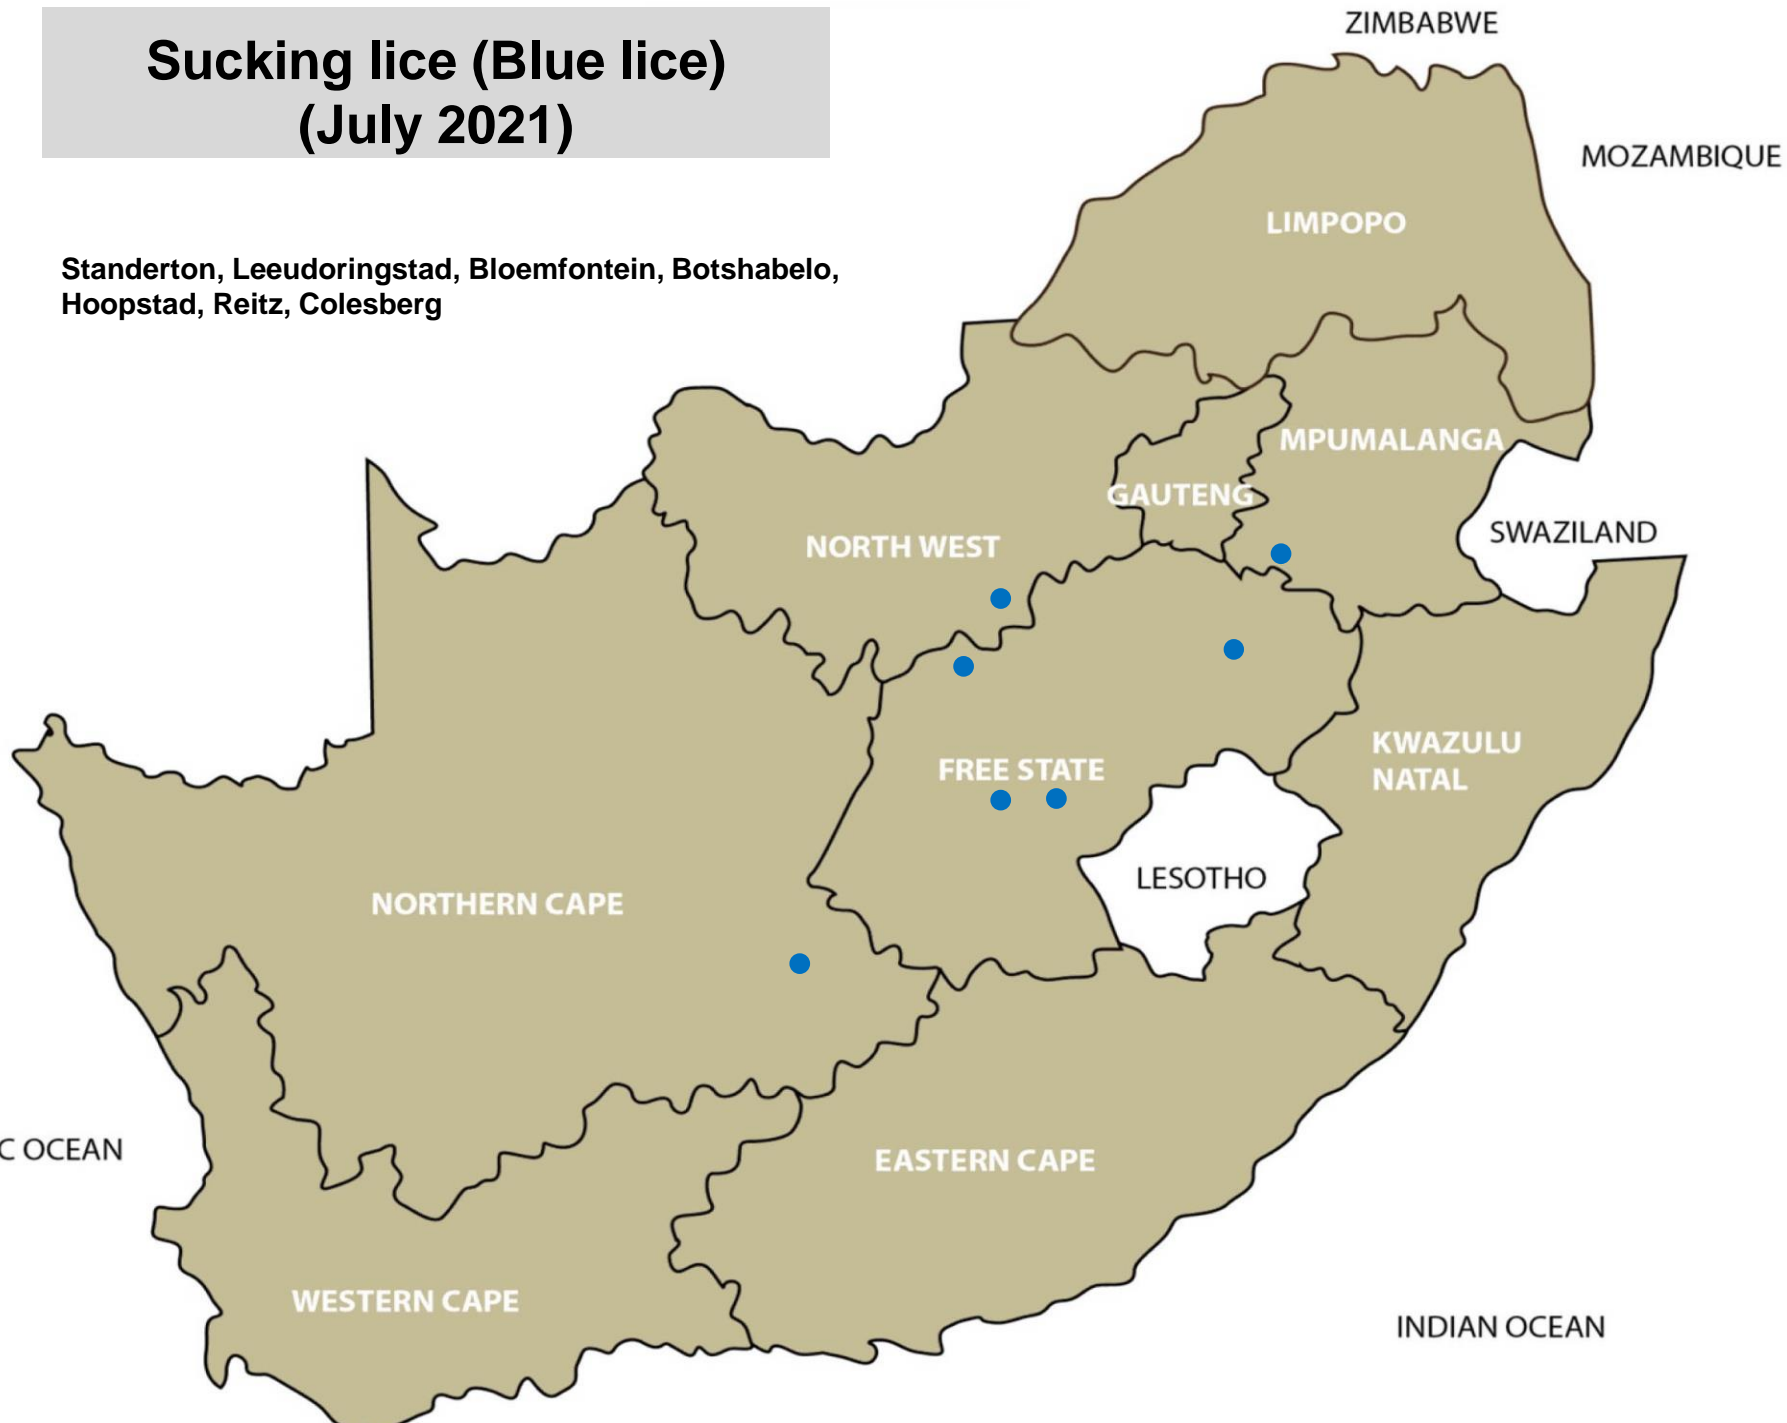 Sucking lice (Blue lice)
(July 2021)
Standerton, Leeudoringstad, Bloemfontein, Botshabelo,
Hoopstad, Reitz, Colesberg
ZIMBABWE
MOZAMBIQUE
LIMPOPO
MPUMALANGA
GAUTENG
SWAZILAND
NORTH WEST
KWAZULU
NATAL
FREE STATE
LESOTHO
NORTHERN CAPE
C OCEAN
EASTERN CAPE
WESTERN CAPE
INDIAN OCEAN